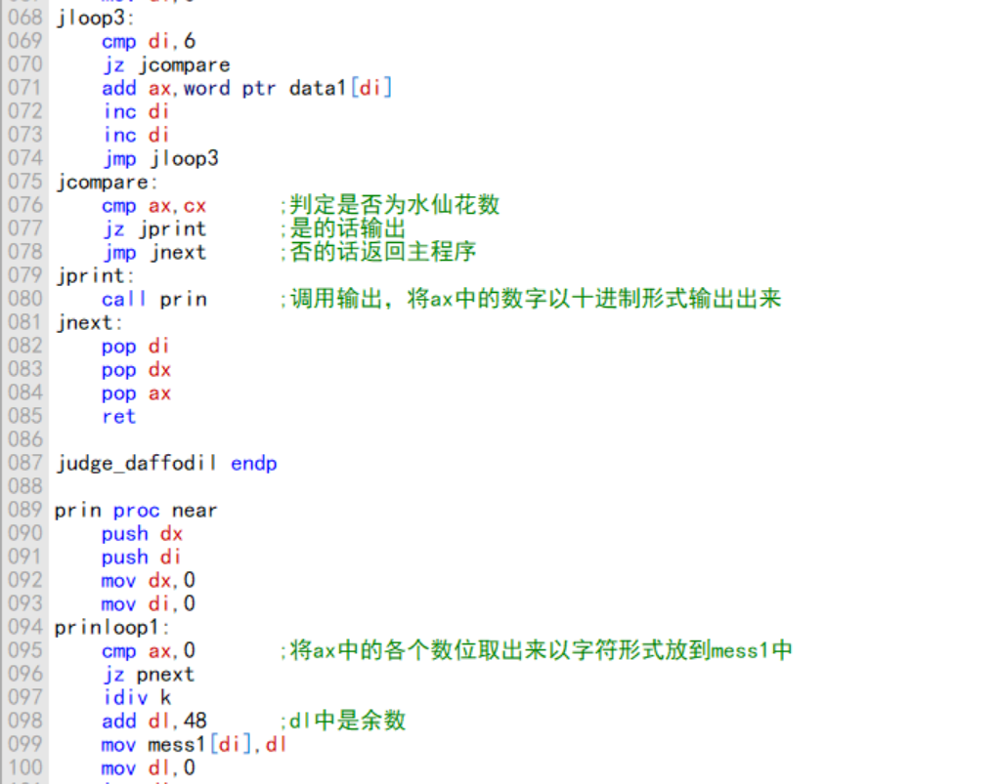 068 jloop3:
069 cmp di,6
070 jz jcompare
071 add ax,word ptr data1[di]
072 inc di
073 inc di
074 jmp jloop3
075 jcompare:
076 cmp ax,cx ;判定是否为水仙花数
077 jz jprint ;是的话输出
078 jmp jnext ;否的话返回主程序
079 jprint:
080 call prin ;调用输出，将ax中的数字以十进制形式输出出来
081 jnext:
082 pop di
083 pop dx
084 pop ax
085 ret
086
087 judge_daffodil endp
088
089 prin proc near
090 push dx
091 push di
092 mov dx,0
093 mov di,0
094 prinloop1:
095 cmp ax,0 ;将ax中的各个数位取出来以字符形式放到mess1中
096 jz pnext
097 idiv k
098 add dl,48 ;dl中是余数
099 mov mess1[di],dl
100 mov dl,0